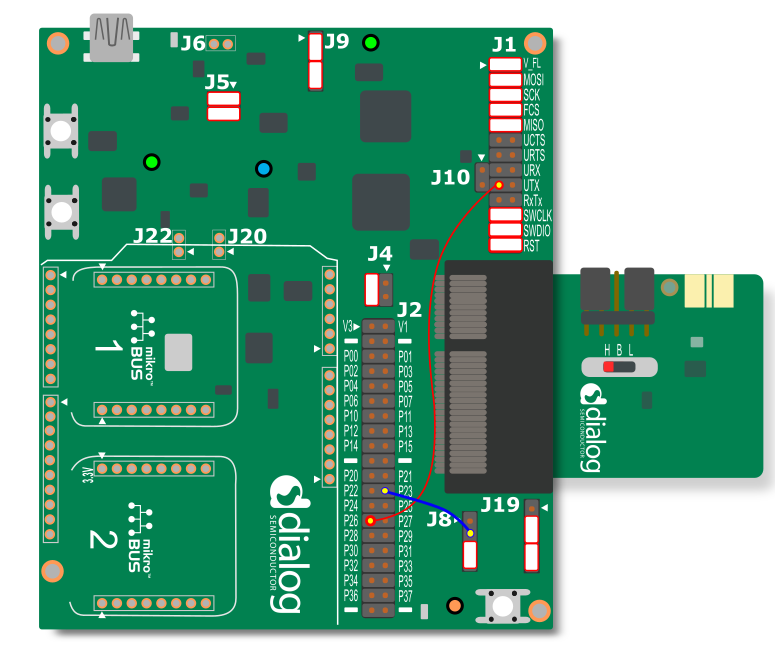 J6
J9
J1
V_FL
MOSI
SCK
FCS
MISO
UCTS
URTS
URX
UTX
RxTx
SWCLK
SWDIO
RST
J5
J10
J22
J20
J4
J2
V3 V1
P00 P01
P02 P03
P04 P05
P06 P07
P10 P11
P12 P13
P14 P15
P20 P21
P22 P23
P24 P25
P26 P27
P28 P29
P30 P31
P32 P33
P34 P35
P36 P37
J8
J19
H B L
dialog
SEMICONDUCTOR
1
mikro™
BUS
3.3V
2
mikro™
BUS
dialog
SEMICONDUCTOR